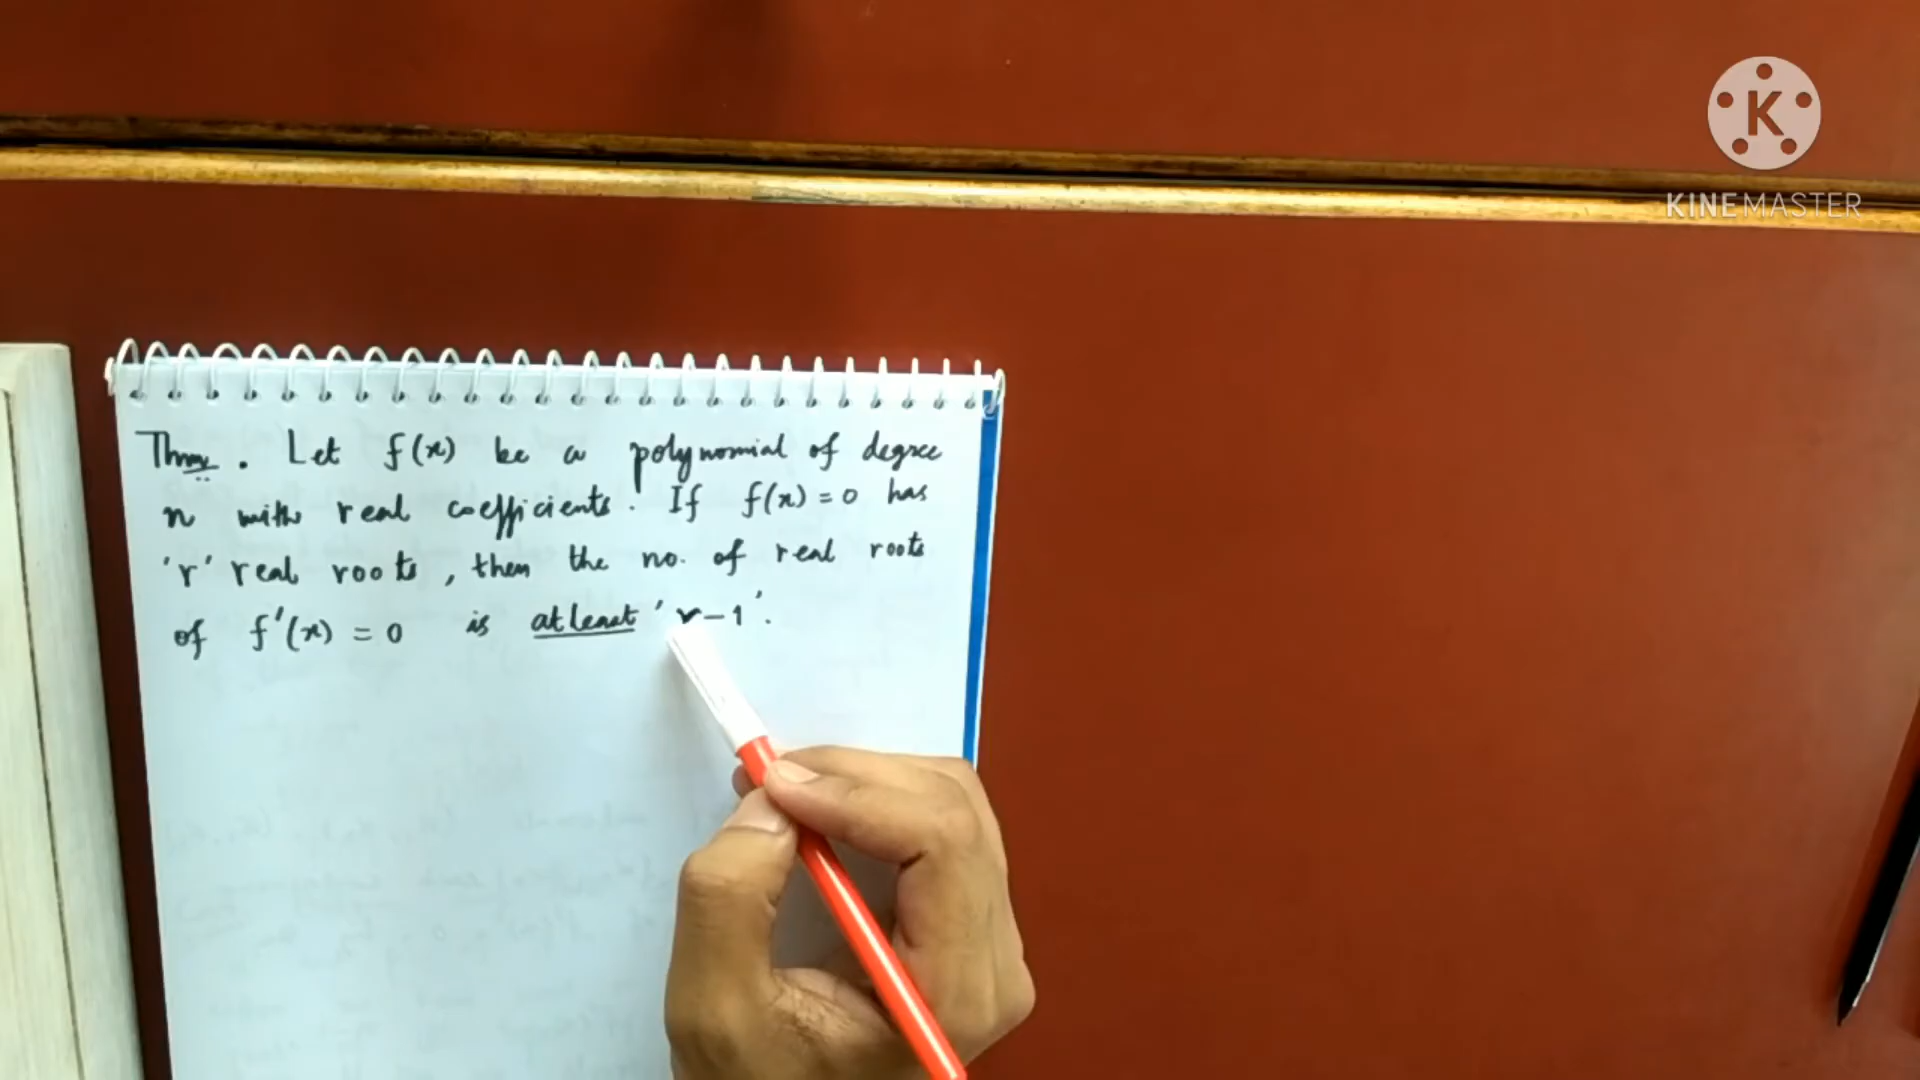 K
KINEMASTER
Thm. Let f(x) be a polynomial of degree
n with real coefficients. If f(x) = 0 has
'r' real roots, then the no. of real roots
of f'(x) = 0 is atleast 'r-1'.